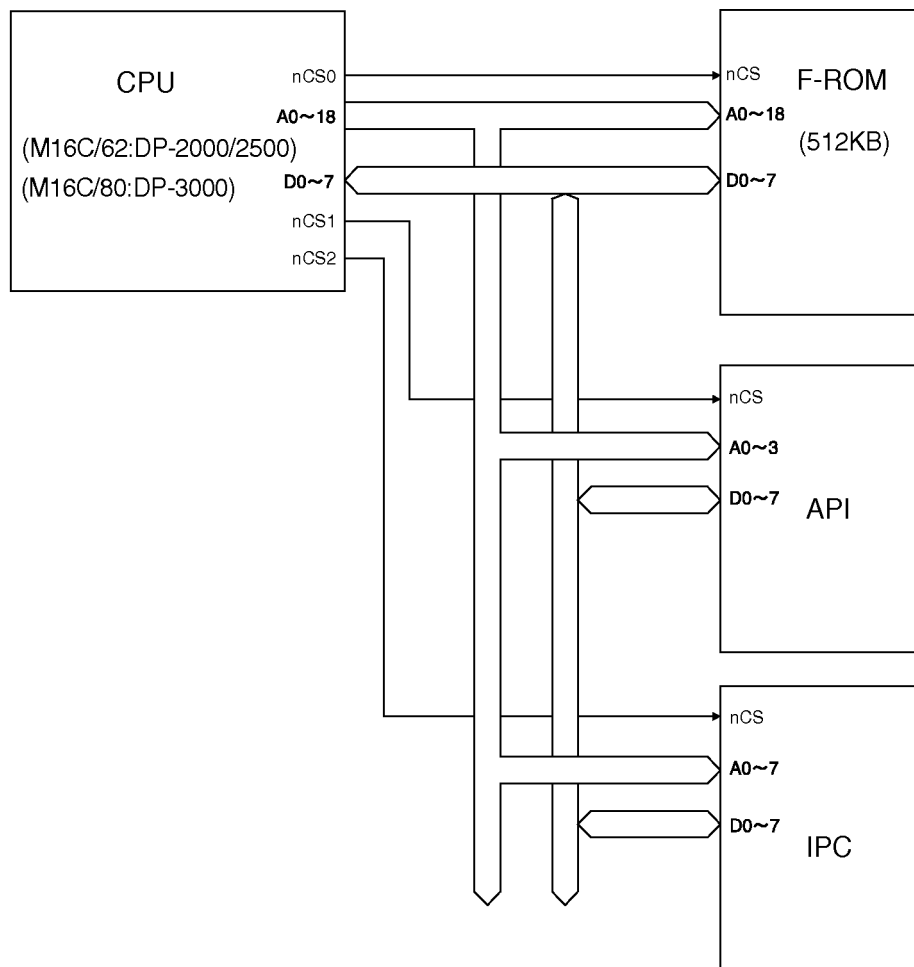 CPU
(M16C/62:DP-2000/2500)
(M16C/80:DP-3000)
nCS0
A0~18
D0~7
nCS1
nCS2
nCS
A0~18
D0~7
F-ROM
(512KB)
nCS
A0~3
D0~7
API
nCS
A0~7
D0~7
IPC